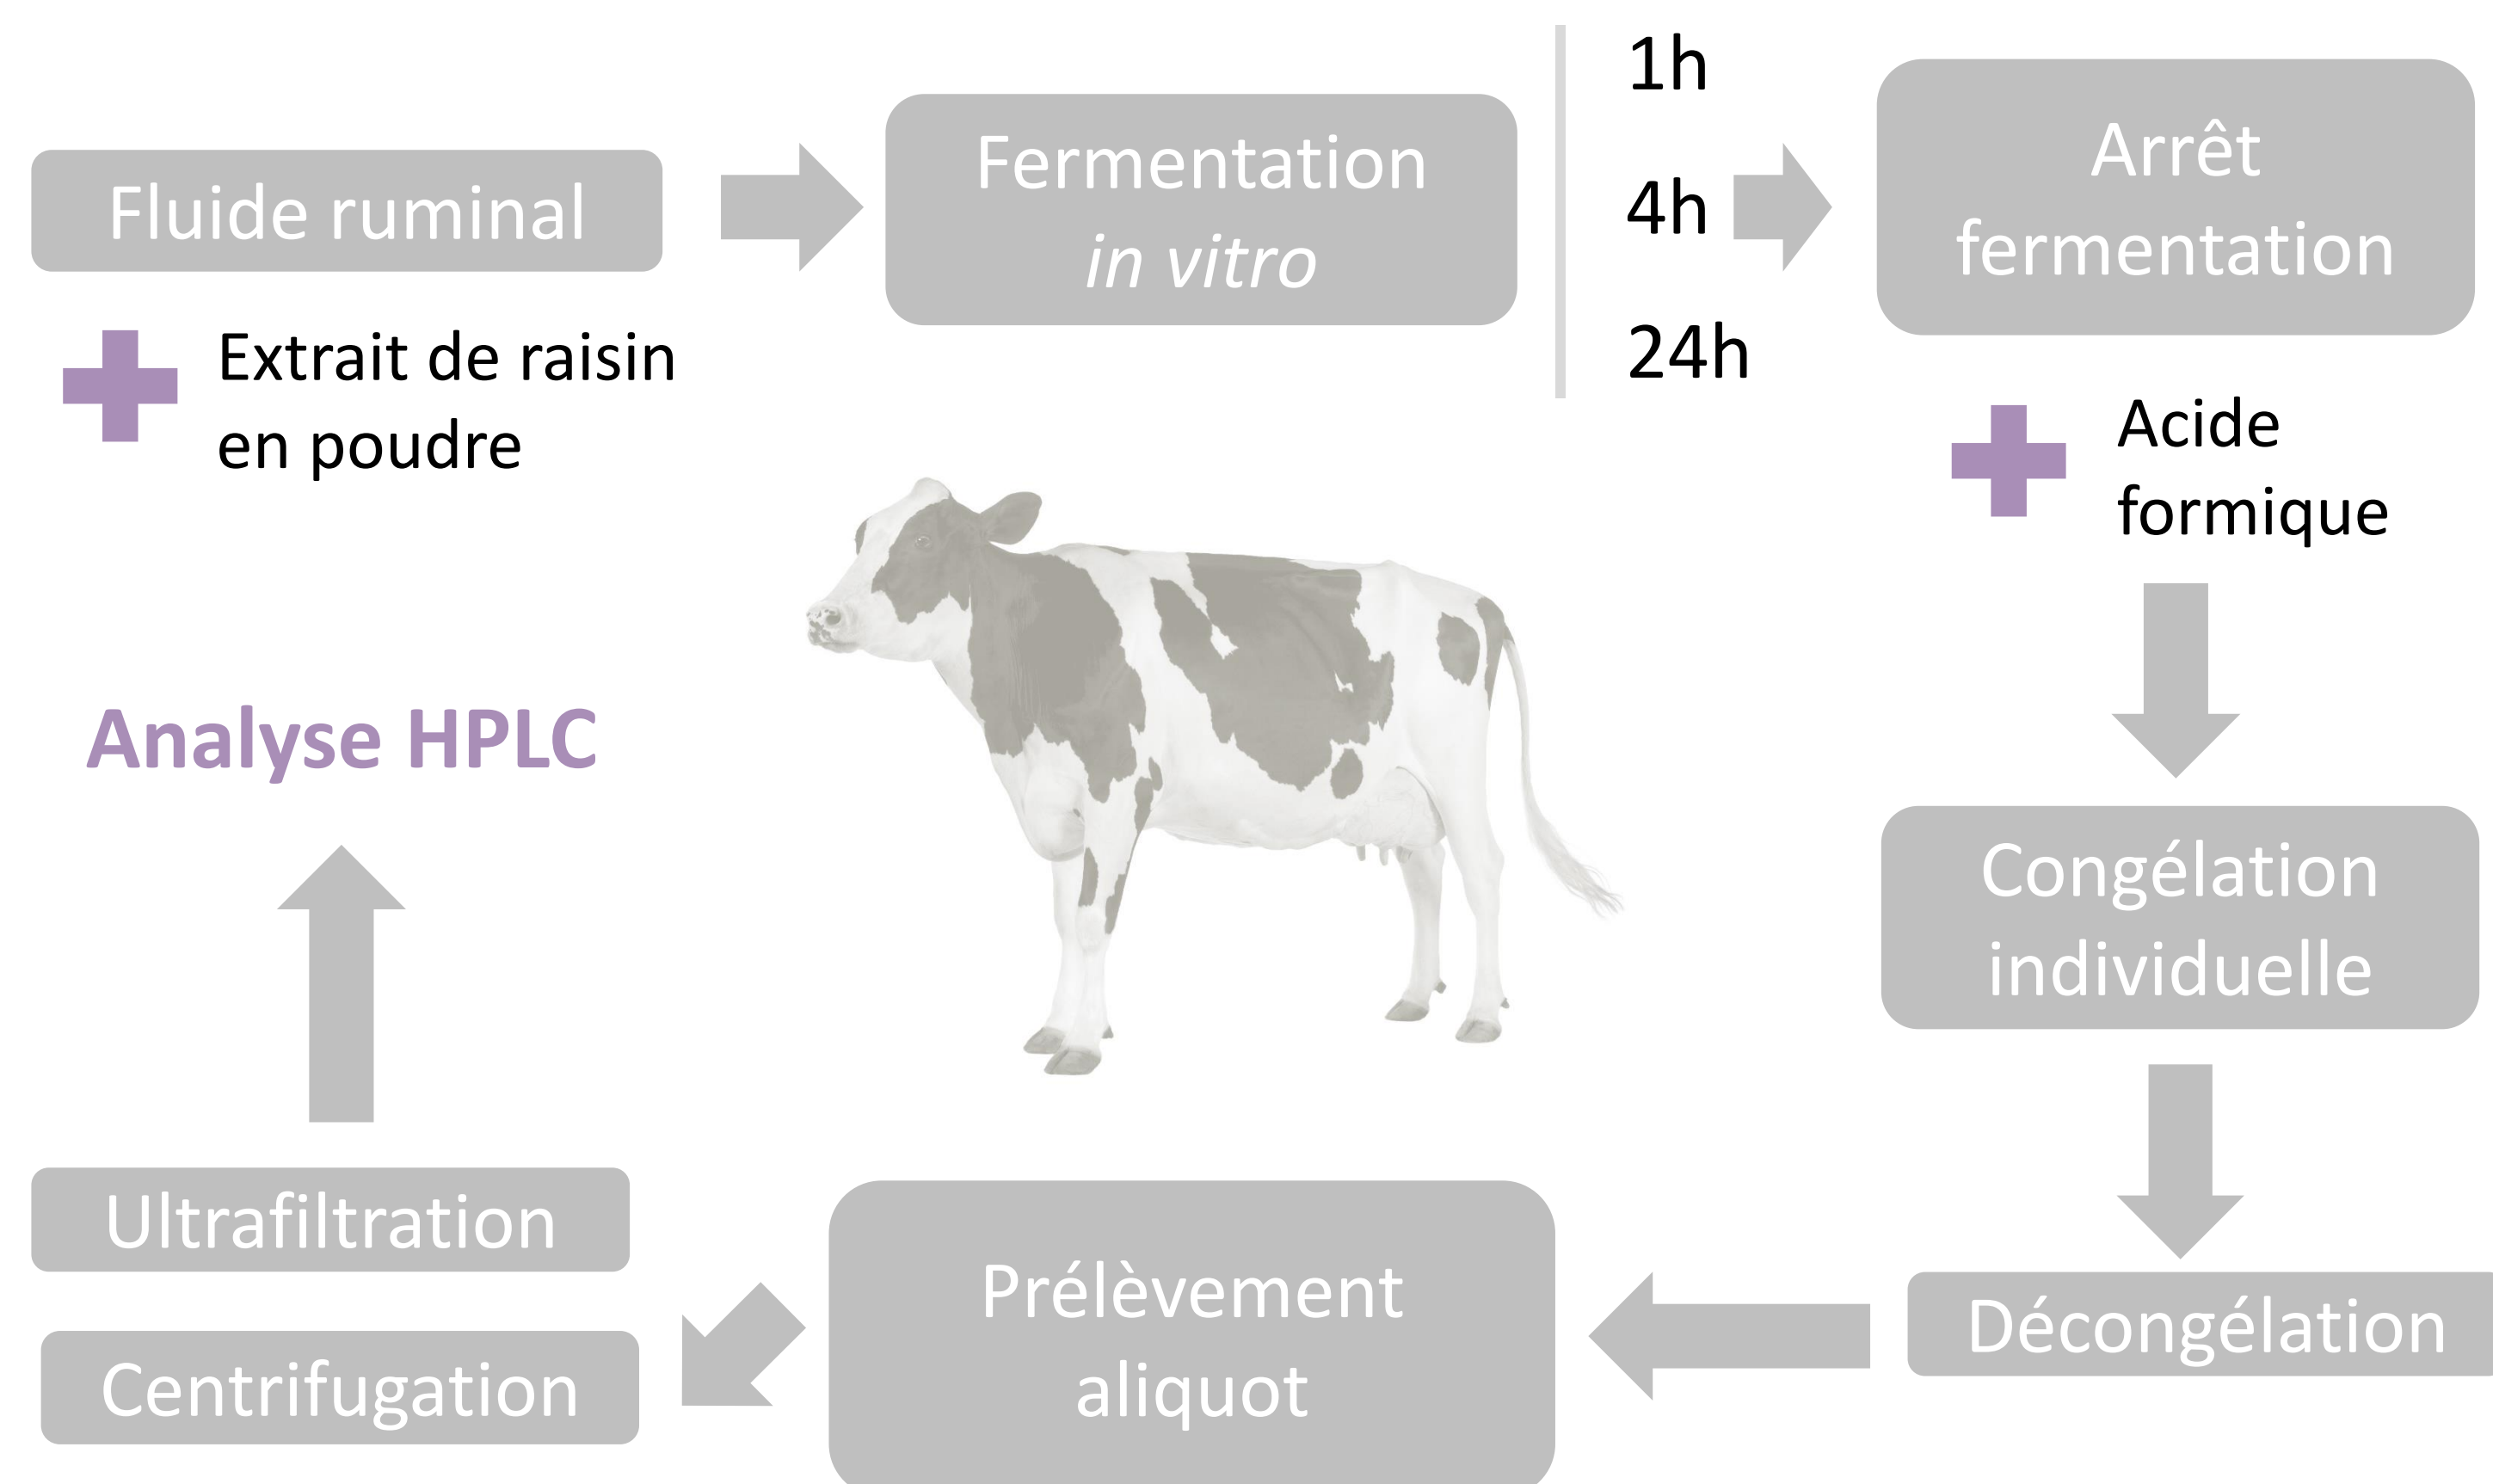 Fluide ruminal
Extrait de raisin
en poudre
Fermentation
in vitro
1h
4h
24h
Arrêt
fermentation
Acide
formique
Congélation
individuelle
Décongélation
Prélèvement
aliquot
Centrifugation
Ultrafiltration
Analyse HPLC